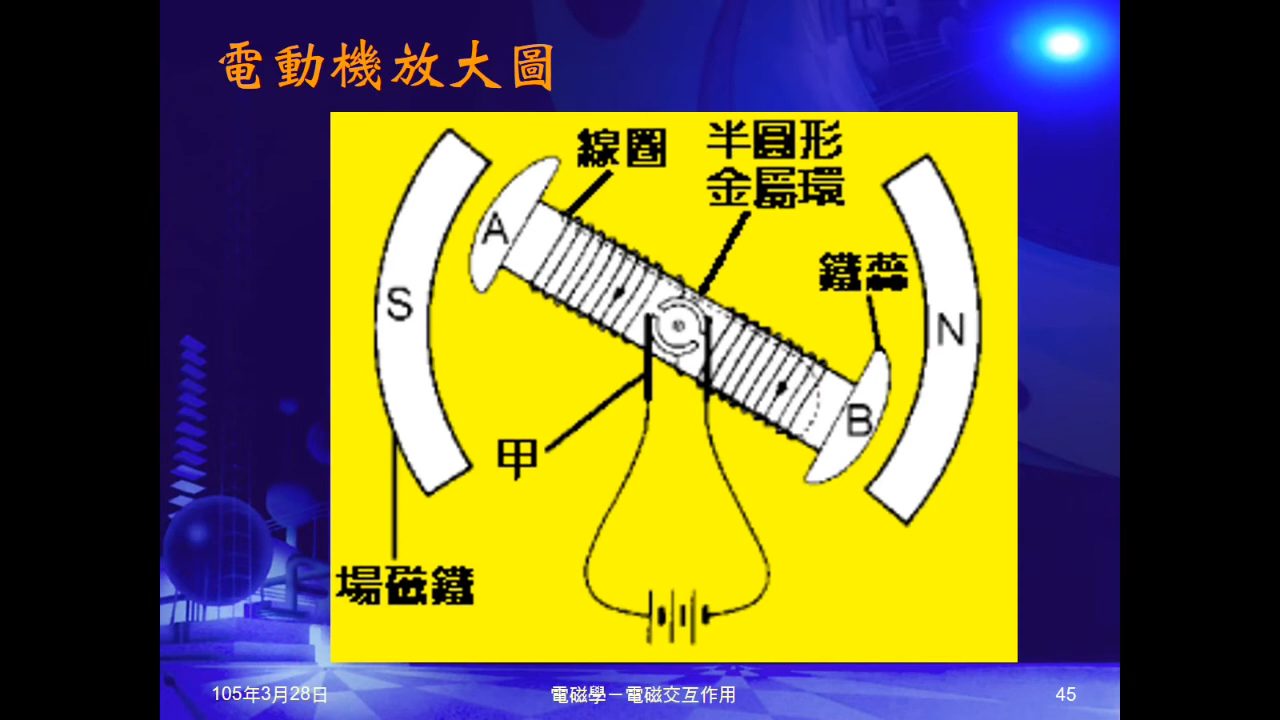 電動機放大圖
線圈
半圓形
金屬環
鐵蕊
A
S
N
B
甲
場磁鐵
105年3月28日
電磁學－電磁交互作用
45